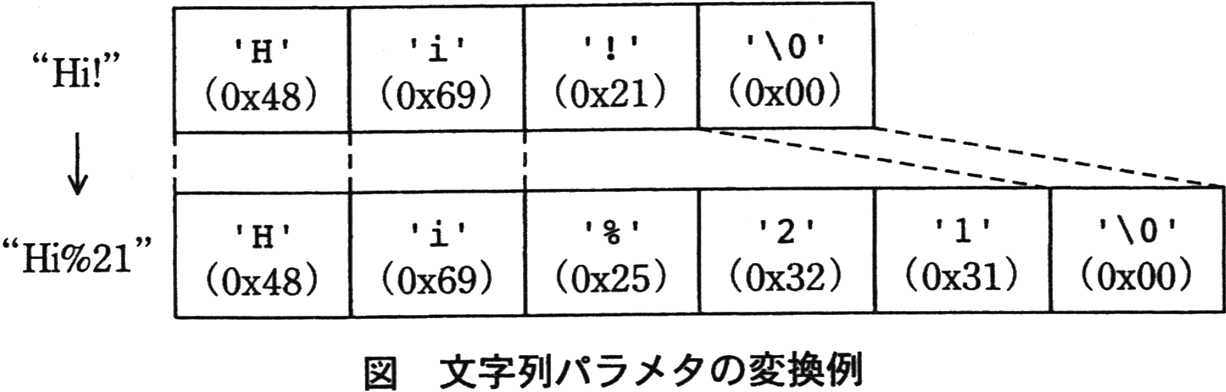 “Hi!” 'H' 'i' '!' '\0'
(0x48) (0x69) (0x21) (0x00)
“Hi%21” 'H' 'i' '%' '2' '1' '\0'
(0x48) (0x69) (0x25) (0x32) (0x31) (0x00)
図 文字列パラメタの変換例